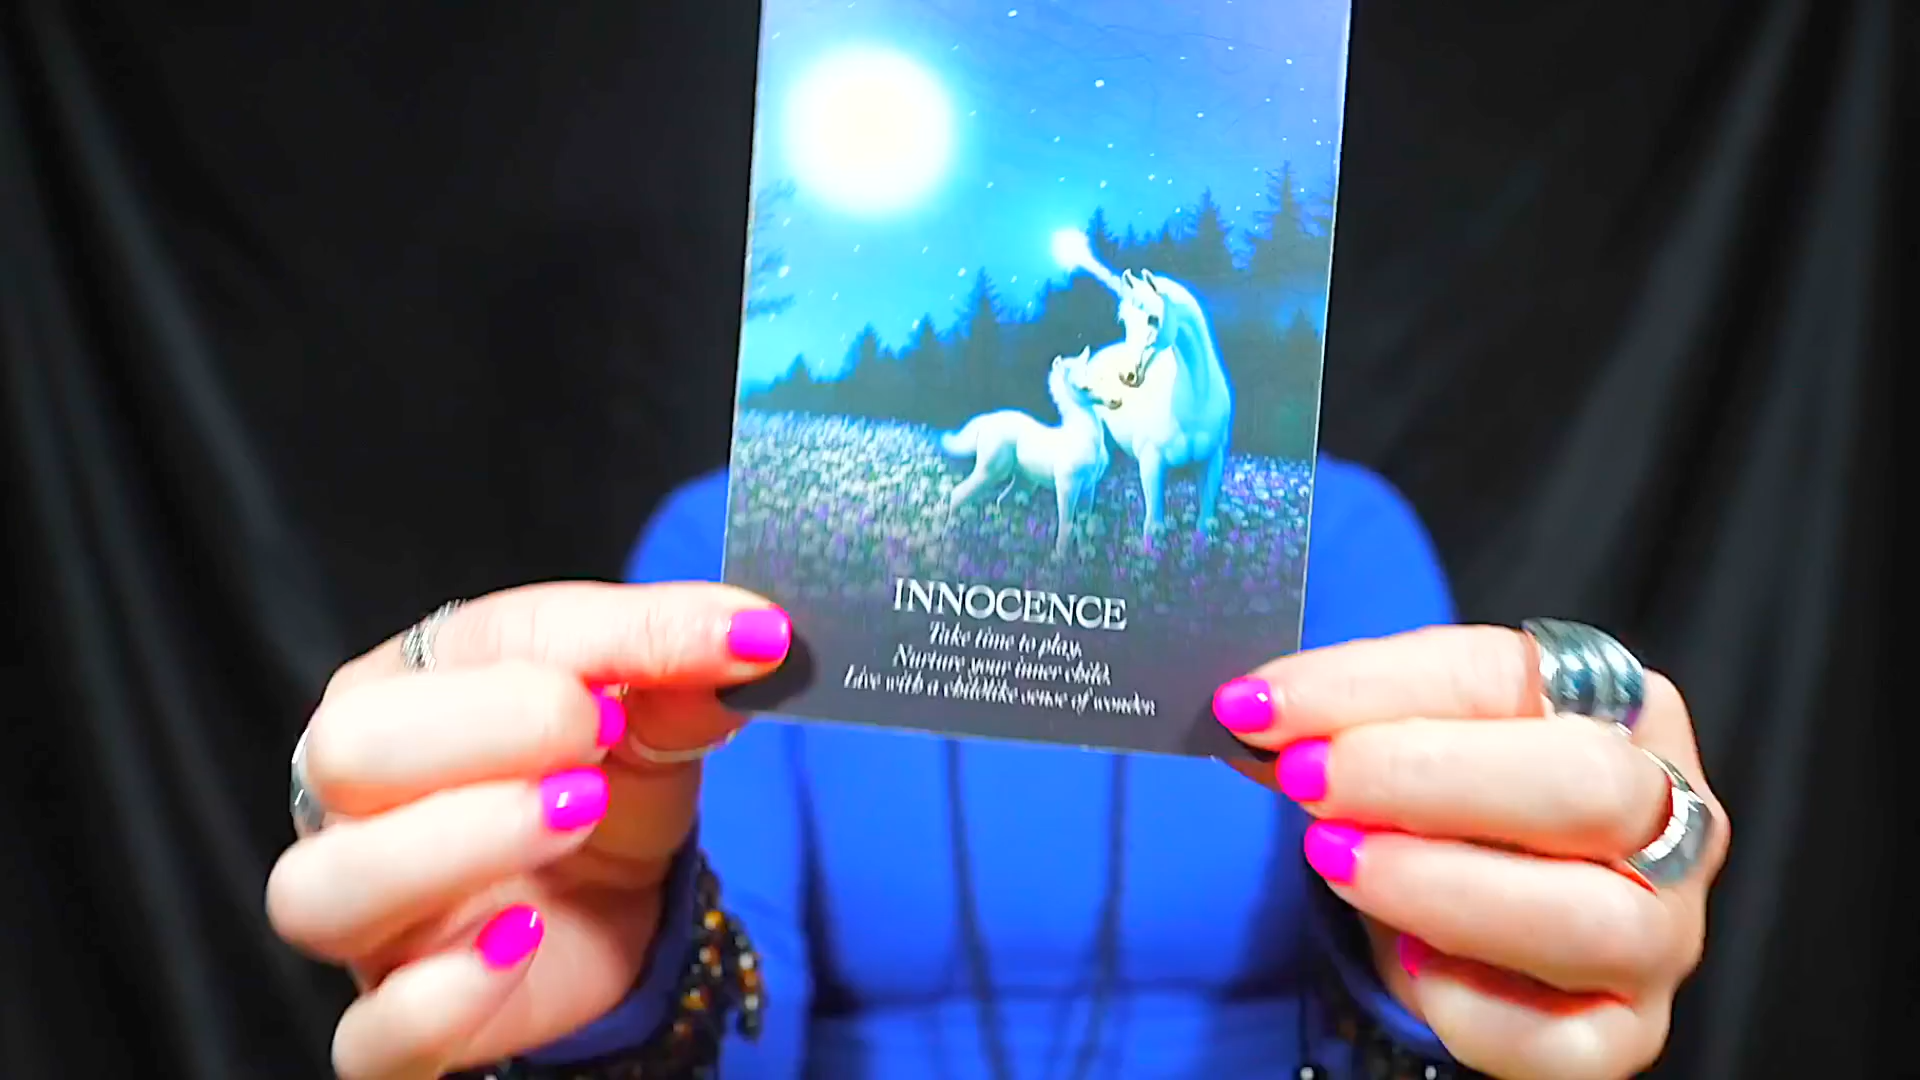 INNOCENCE
Take time to play.
Nurture your inner child.
Live with a childlike sense of wonder.